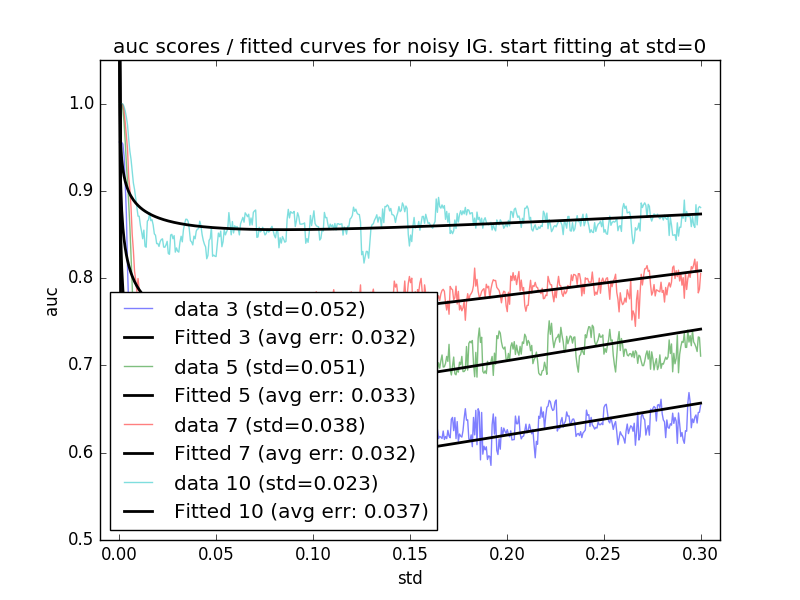 auc scores / fitted curves for noisy IG. start fitting at std=0
1.0
0.9
0.8
0.7
0.6
0.5
auc
data 3 (std=0.052)
Fitted 3 (avg err: 0.032)
data 5 (std=0.051)
Fitted 5 (avg err: 0.033)
data 7 (std=0.038)
Fitted 7 (avg err: 0.032)
data 10 (std=0.023)
Fitted 10 (avg err: 0.037)
0.00 0.05 0.10 0.15 0.20 0.25 0.30
std